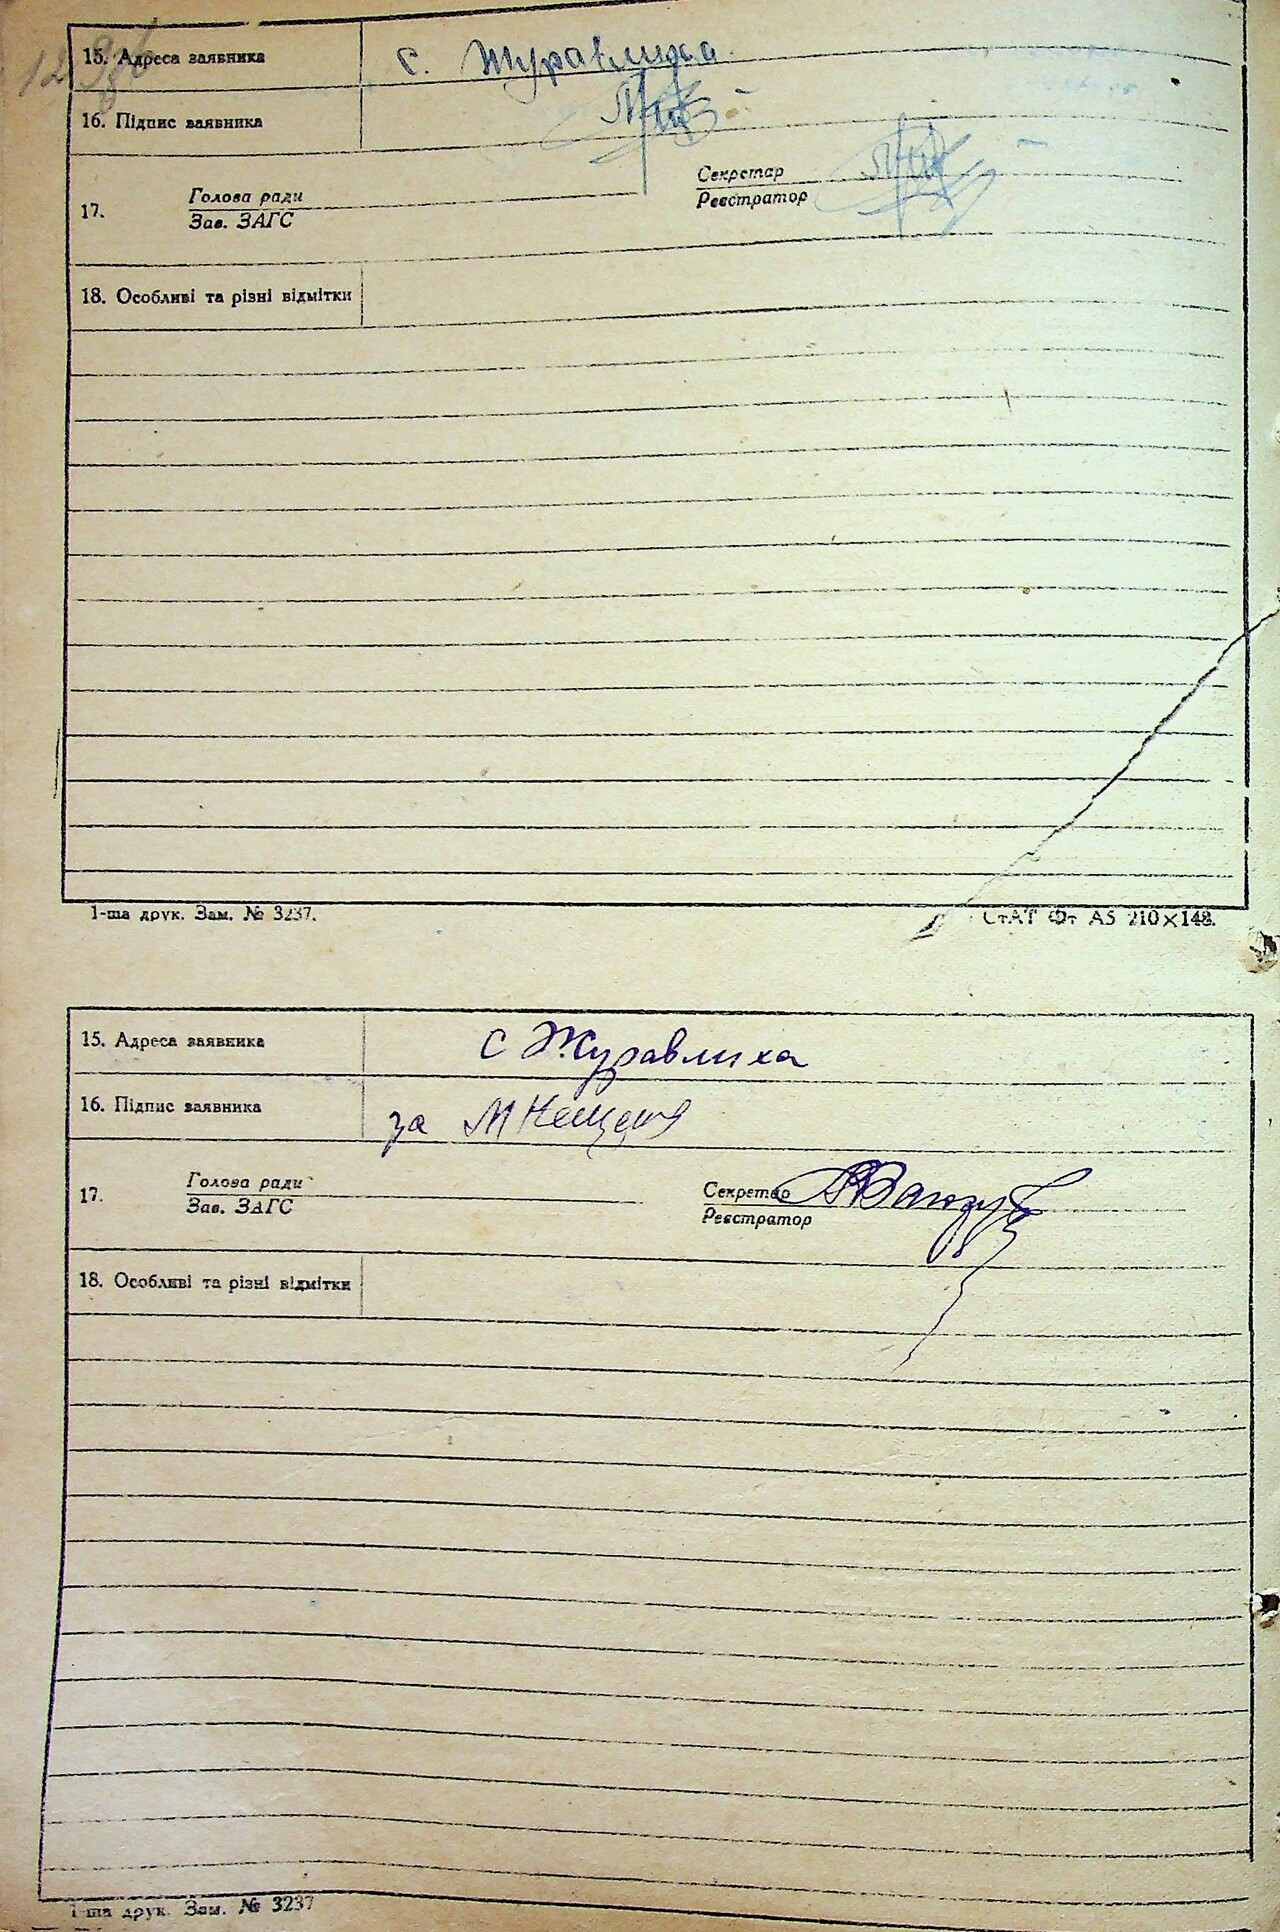 15. Адреса заявника с. Журавлиха.
16. Підпис заявника
Голова ради Секретар
17.
Зав. ЗАГС Реєстратор
18. Особливі та різні відмітки
1-ша друк. Зам. № 3237. СтАТ Фт А5 210×148.
15. Адреса заявника с Журавлиха
16. Підпис заявника за
Голова ради Секретар
17.
Зав. ЗАГС Реєстратор
18. Особливі та різні відмітки
1-ша друк. Зам. № 3237